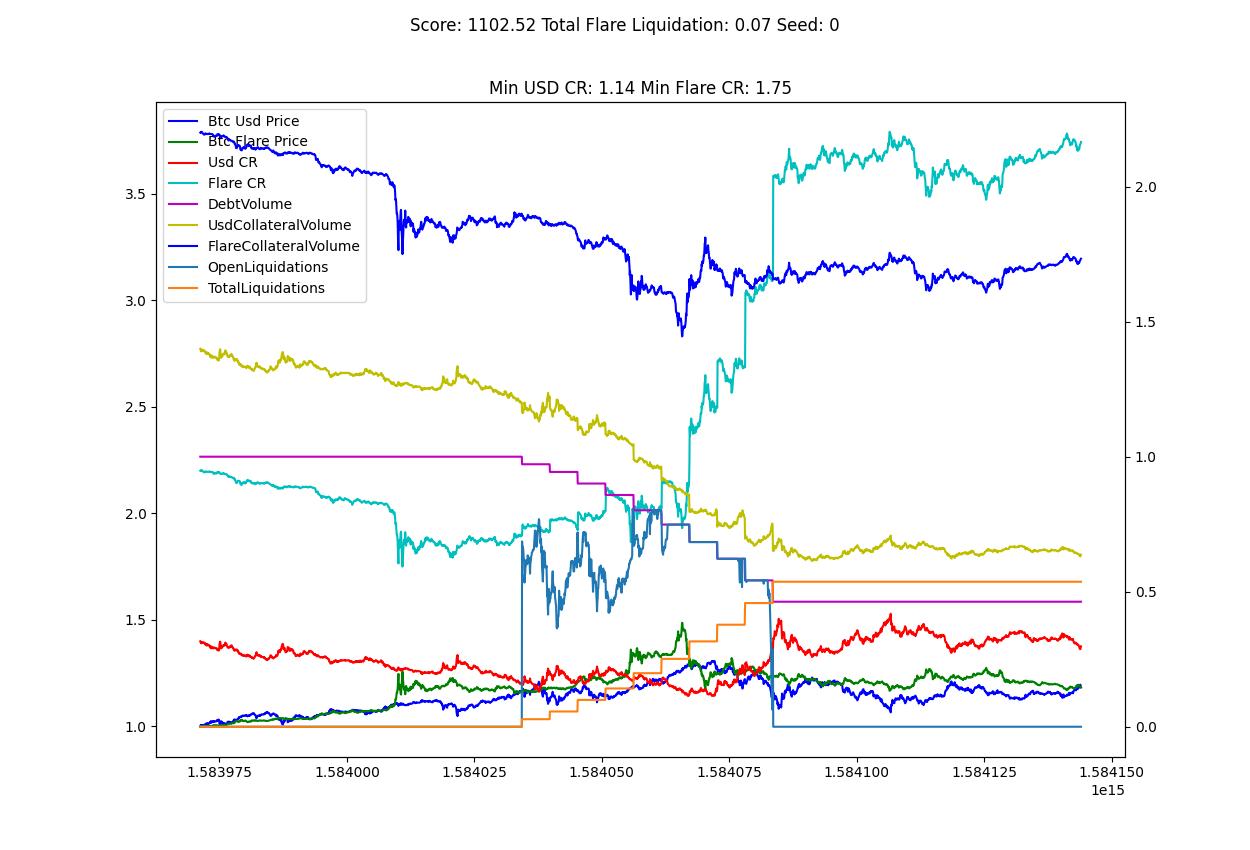 Score: 1102.52 Total Flare Liquidation: 0.07 Seed: 0
Min USD CR: 1.14 Min Flare CR: 1.75
Btc Usd Price
Btc Flare Price
Usd CR
Flare CR
DebtVolume
UsdCollateralVolume
FlareCollateralVolume
OpenLiquidations
TotalLiquidations
3.5
3.0
2.5
2.0
1.5
1.0
2.0
1.5
1.0
0.5
0.0
1.583975 1.584000 1.584025 1.584050 1.584075 1.584100 1.584125 1.584150
1e15